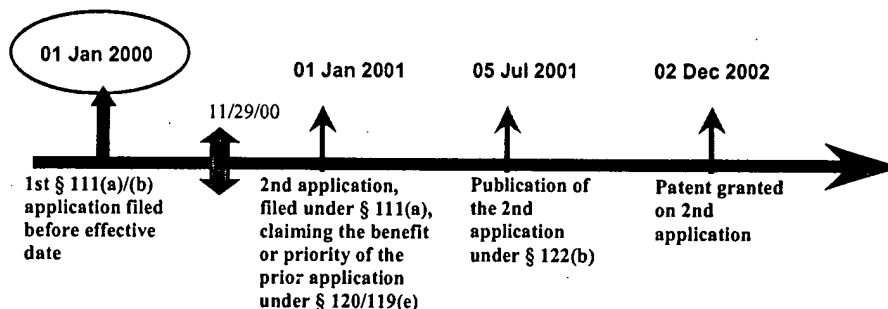 01 Jan 2000
01 Jan 2001
05 Jul 2001
02 Dec 2002
11/29/00
1st § 111(a)/(b)
application filed
before effective
date
2nd application,
filed under § 111(a),
claiming the benefit
or priority of the
prior application
under § 120/119(e)
Publication of
the 2nd
application
under § 122(b)
Patent granted
on 2nd
application